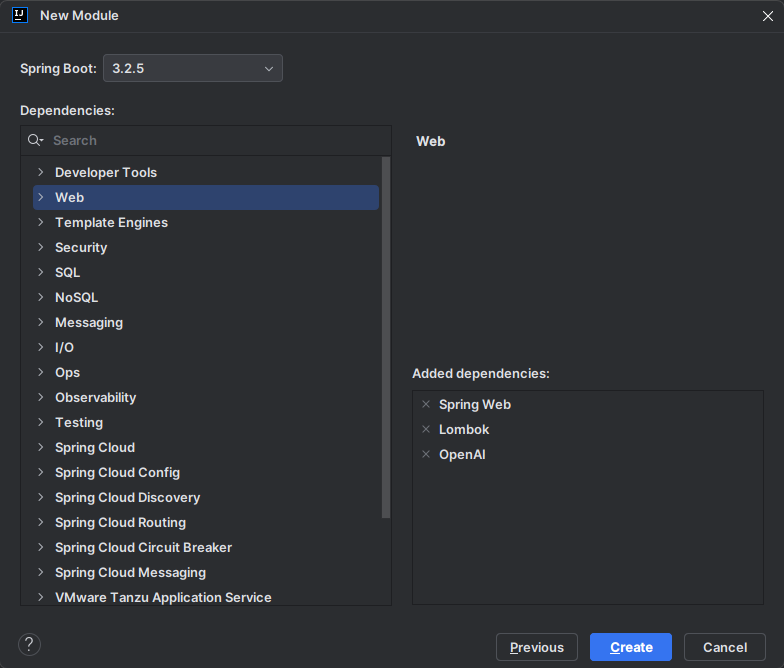 New Module
Spring Boot: 3.2.5
Dependencies:
Search
Developer Tools
Web
Template Engines
Security
SQL
NoSQL
Messaging
I/O
Ops
Observability
Testing
Spring Cloud
Spring Cloud Config
Spring Cloud Discovery
Spring Cloud Routing
Spring Cloud Circuit Breaker
Spring Cloud Messaging
VMware Tanzu Application Service
Web
Added dependencies:
Spring Web
Lombok
OpenAI
? Previous Create Cancel